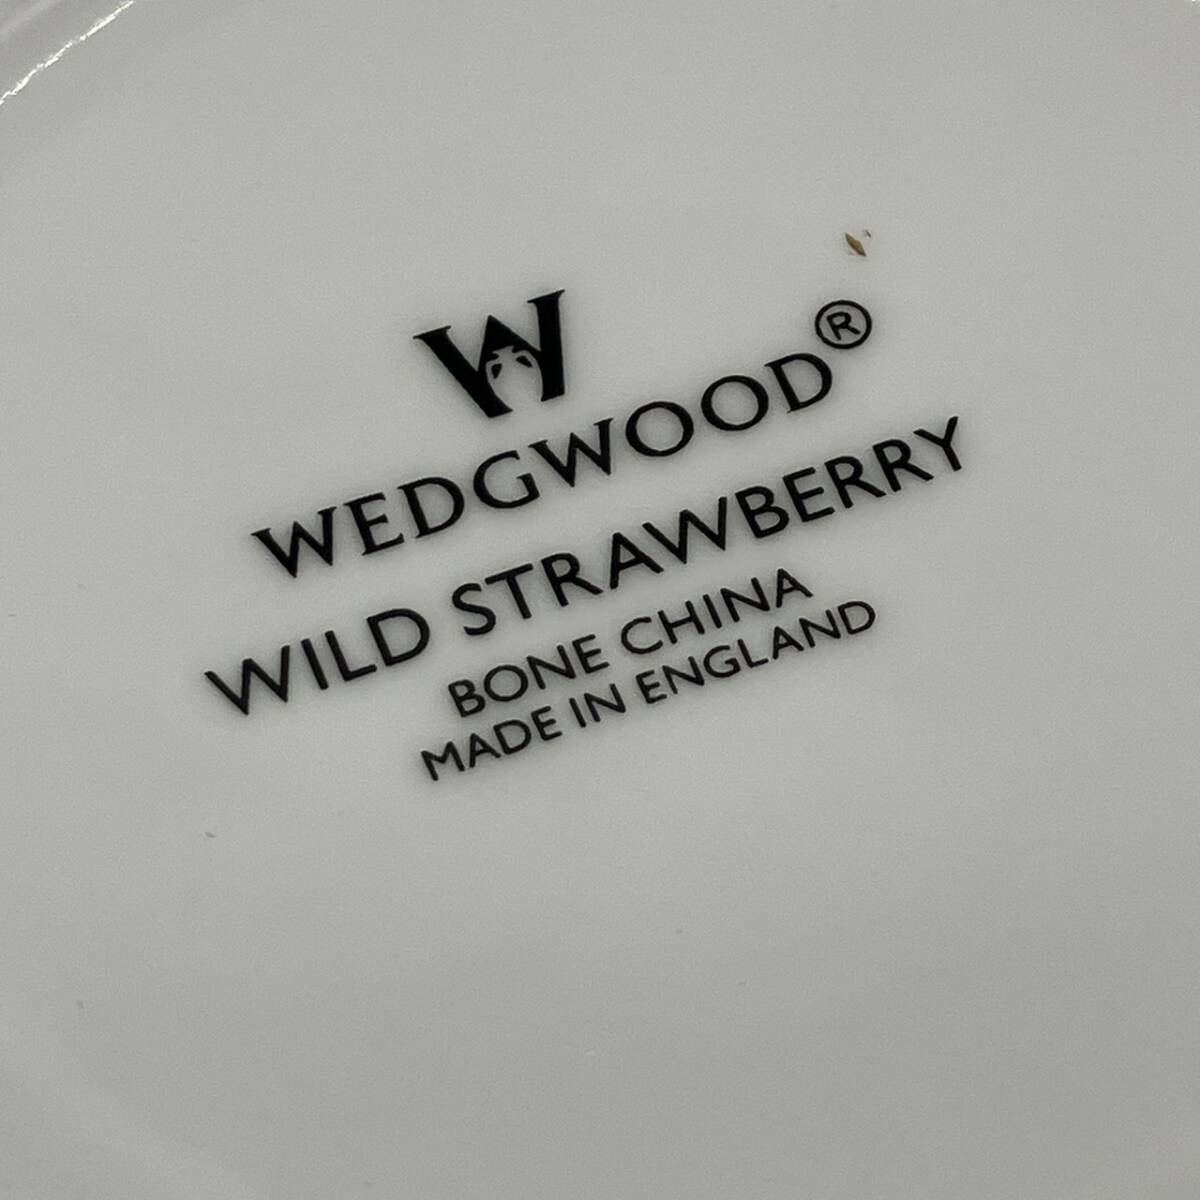 W
WEDGWOOD®
WILD STRAWBERRY
BONE CHINA
MADE IN ENGLAND